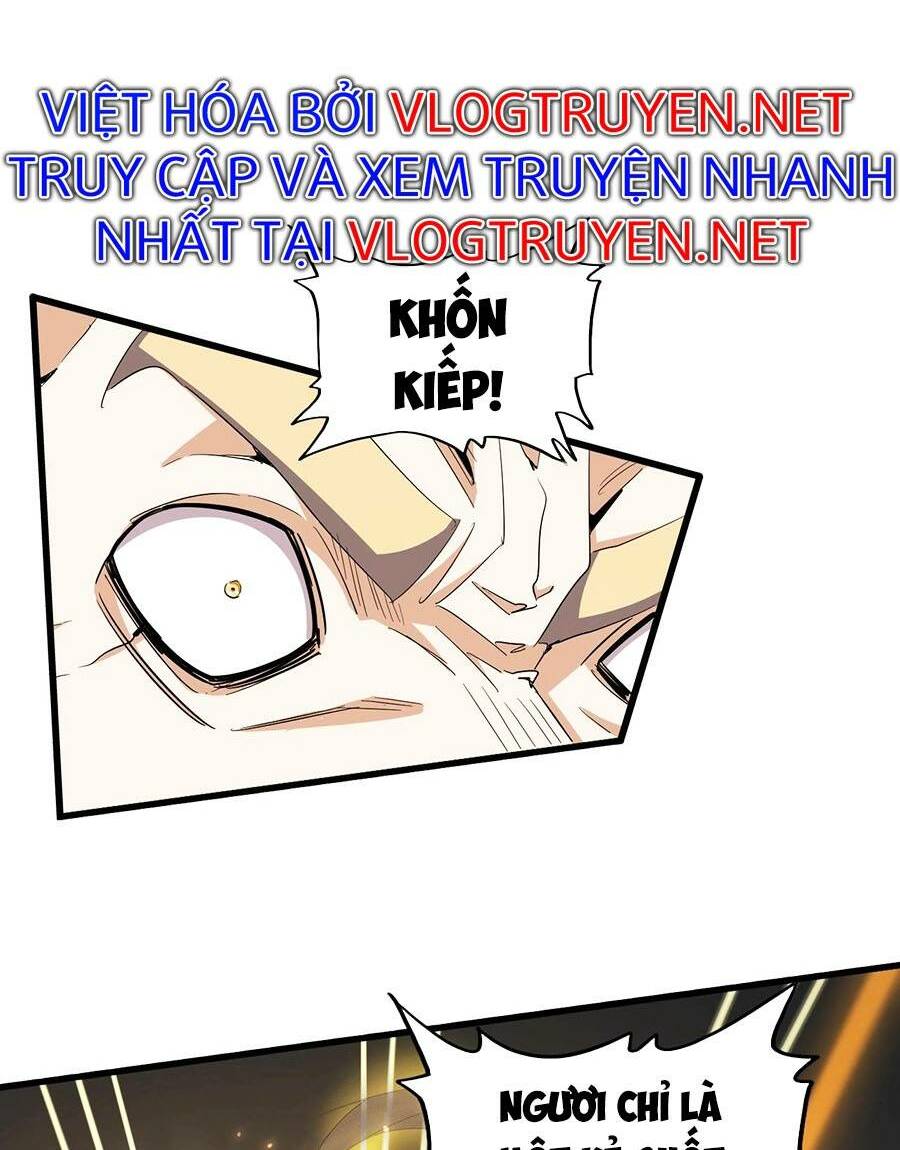 VIỆT HÓA BỞI VLOGTRUYEN.NET
TRUY CẬP VÀ XEM TRUYỆN NHANH
NHẤT TẠI VLOGTRUYEN.NET
KHỐN
KIẾP!
NGƯƠI CHỈ LÀ